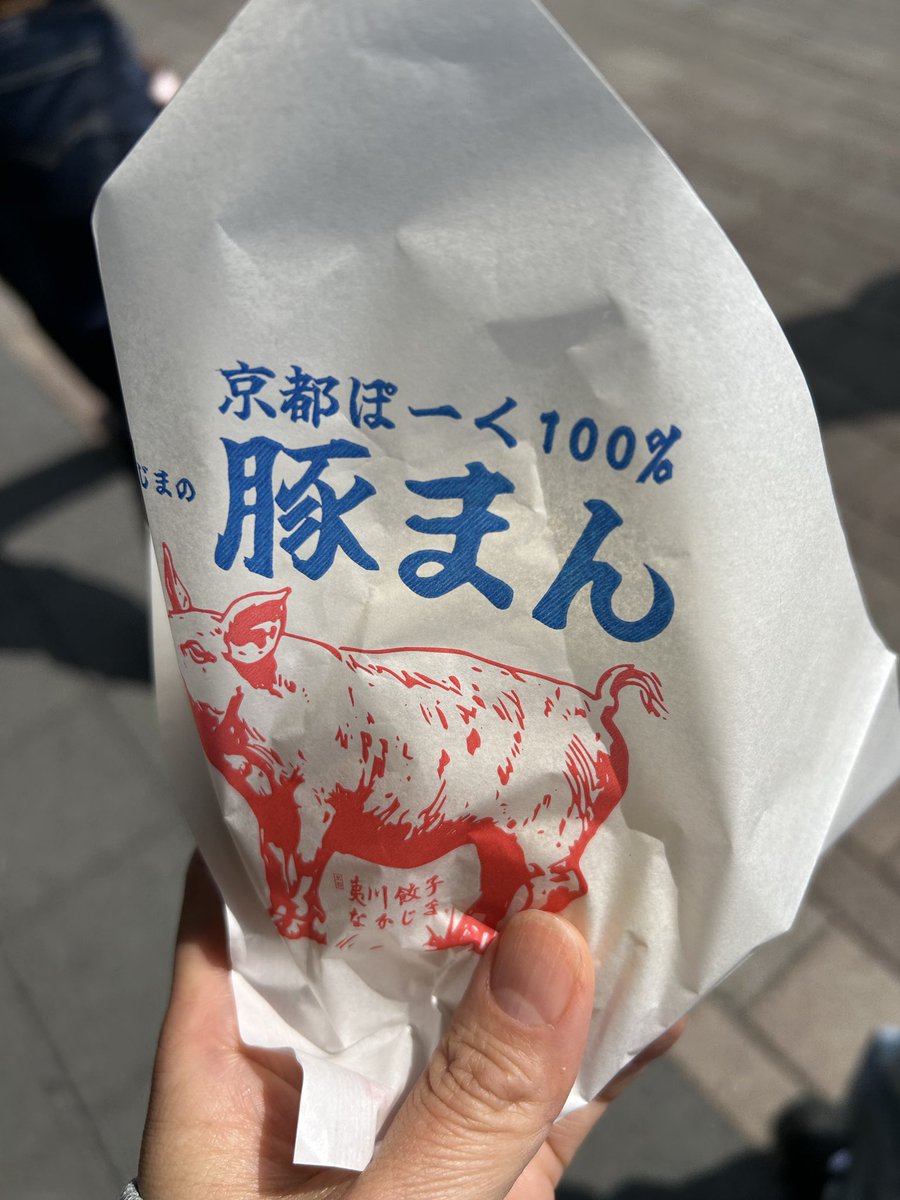 京都ぽーく100%
じまの
豚まん
夷川餃子
なかじま